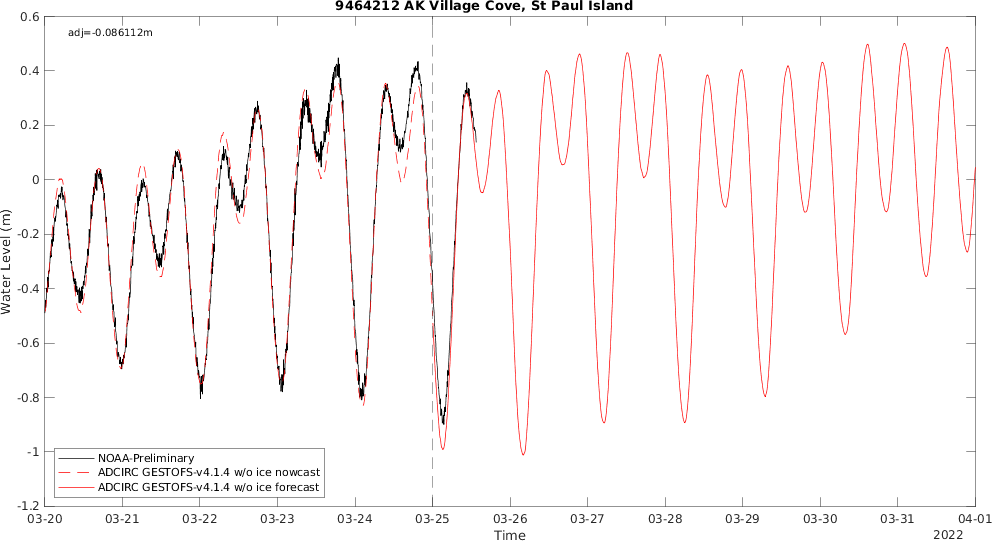 9464212 AK Village Cove, St Paul Island
adj=-0.086112m
0.6
0.4
0.2
0
-0.2
-0.4
-0.6
-0.8
-1
-1.2
Water Level (m)
NOAA-Preliminary
ADCIRC GESTOFS-v4.1.4 w/o ice nowcast
ADCIRC GESTOFS-v4.1.4 w/o ice forecast
03-20 03-21 03-22 03-23 03-24 03-25 03-26 03-27 03-28 03-29 03-30 03-31 04-01
Time
2022